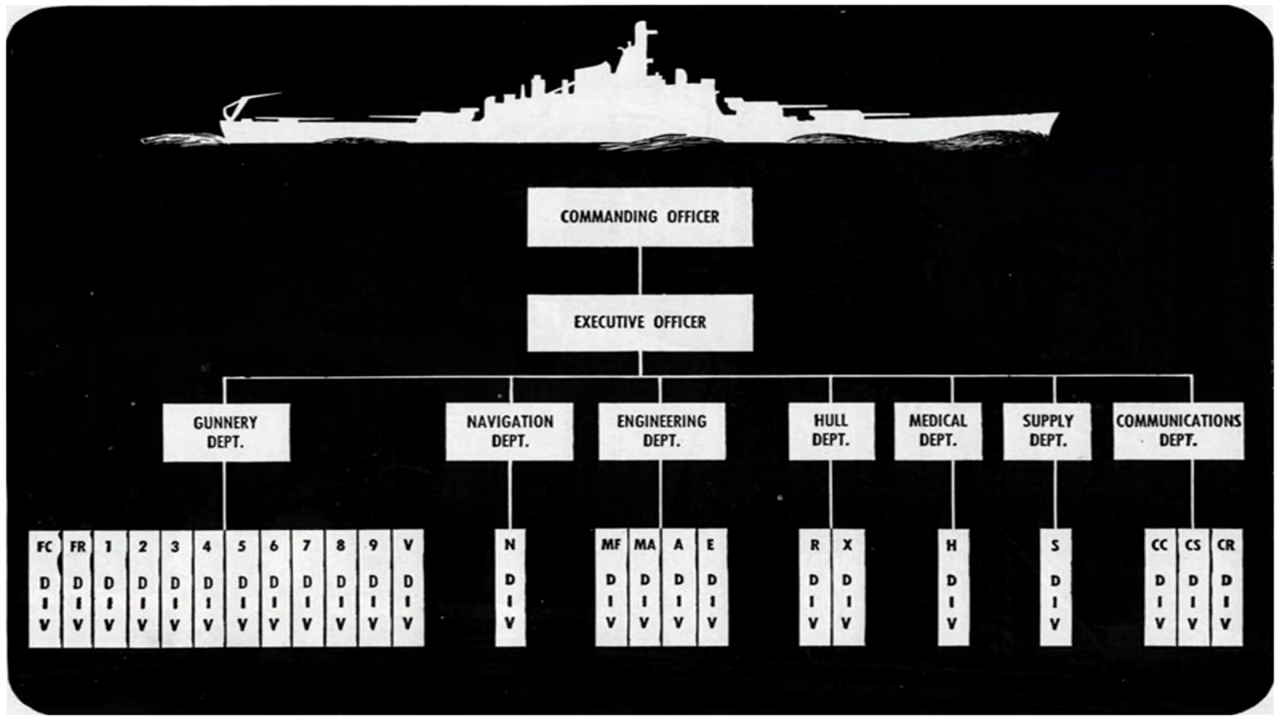 COMMANDING OFFICER
EXECUTIVE OFFICER
GUNNERY
DEPT.
NAVIGATION
DEPT.
ENGINEERING
DEPT.
HULL
DEPT.
MEDICAL
DEPT.
SUPPLY
DEPT.
COMMUNICATIONS
DEPT.
FC DIV
FR DIV
1 DIV
2 DIV
3 DIV
4 DIV
5 DIV
6 DIV
7 DIV
8 DIV
9 DIV
V DIV
N DIV
MF DIV
MA DIV
A DIV
E DIV
R DIV
X DIV
H DIV
S DIV
CC DIV
CS DIV
CR DIV